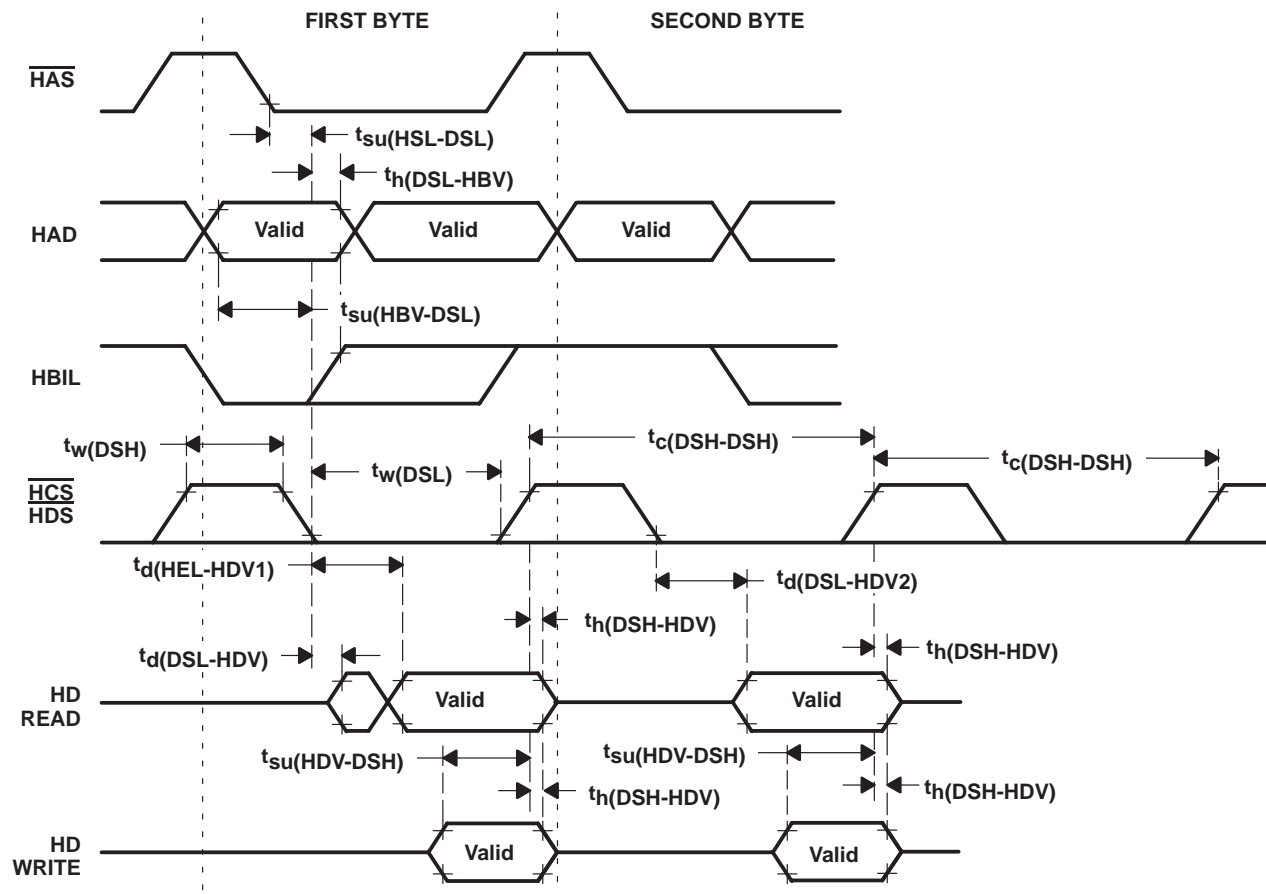 FIRST BYTE
SECOND BYTE
HAS
tsu(HSL-DSL)
th(DSL-HBV)
HAD
Valid
Valid
Valid
tsu(HBV-DSL)
HBIL
tw(DSH)
tc(DSH-DSH)
tc(DSH-DSH)
tw(DSL)
HCS
HDS
td(HEL-HDV1)
td(DSL-HDV2)
th(DSH-HDV)
td(DSL-HDV)
th(DSH-HDV)
HD
READ
Valid
Valid
tsu(HDV-DSH)
tsu(HDV-DSH)
th(DSH-HDV)
th(DSH-HDV)
HD
WRITE
Valid
Valid